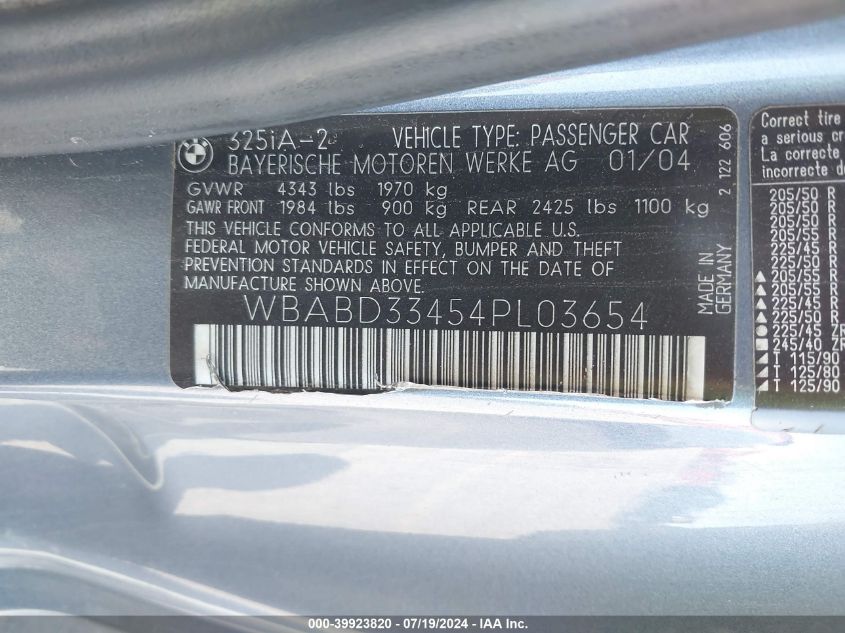 325iA-2 VEHICLE TYPE: PASSENGER CAR
BAYERISCHE MOTOREN WERKE AG 01/04
GVWR 4343 lbs 1970 kg
GAWR FRONT 1984 lbs 900 kg REAR 2425 lbs 1100 kg
THIS VEHICLE CONFORMS TO ALL APPLICABLE U.S.
FEDERAL MOTOR VEHICLE SAFETY, BUMPER AND THEFT
PREVENTION STANDARDS IN EFFECT ON THE DATE OF
MANUFACTURE SHOWN ABOVE.
WBABD33454PL03654
2 122 606
MADE IN
GERMANY
Correct tire
a serious cr
La correcte
incorrecte d
205/50 R
205/50 R
205/50 R
205/55 R
225/45 R
225/50 R
205/55 R
205/55 R
225/45 R
225/50 R
225/45 ZR
245/40 ZR
T 115/90
T 125/80
T 125/90
000-39923820 - 07/19/2024 - IAA Inc.